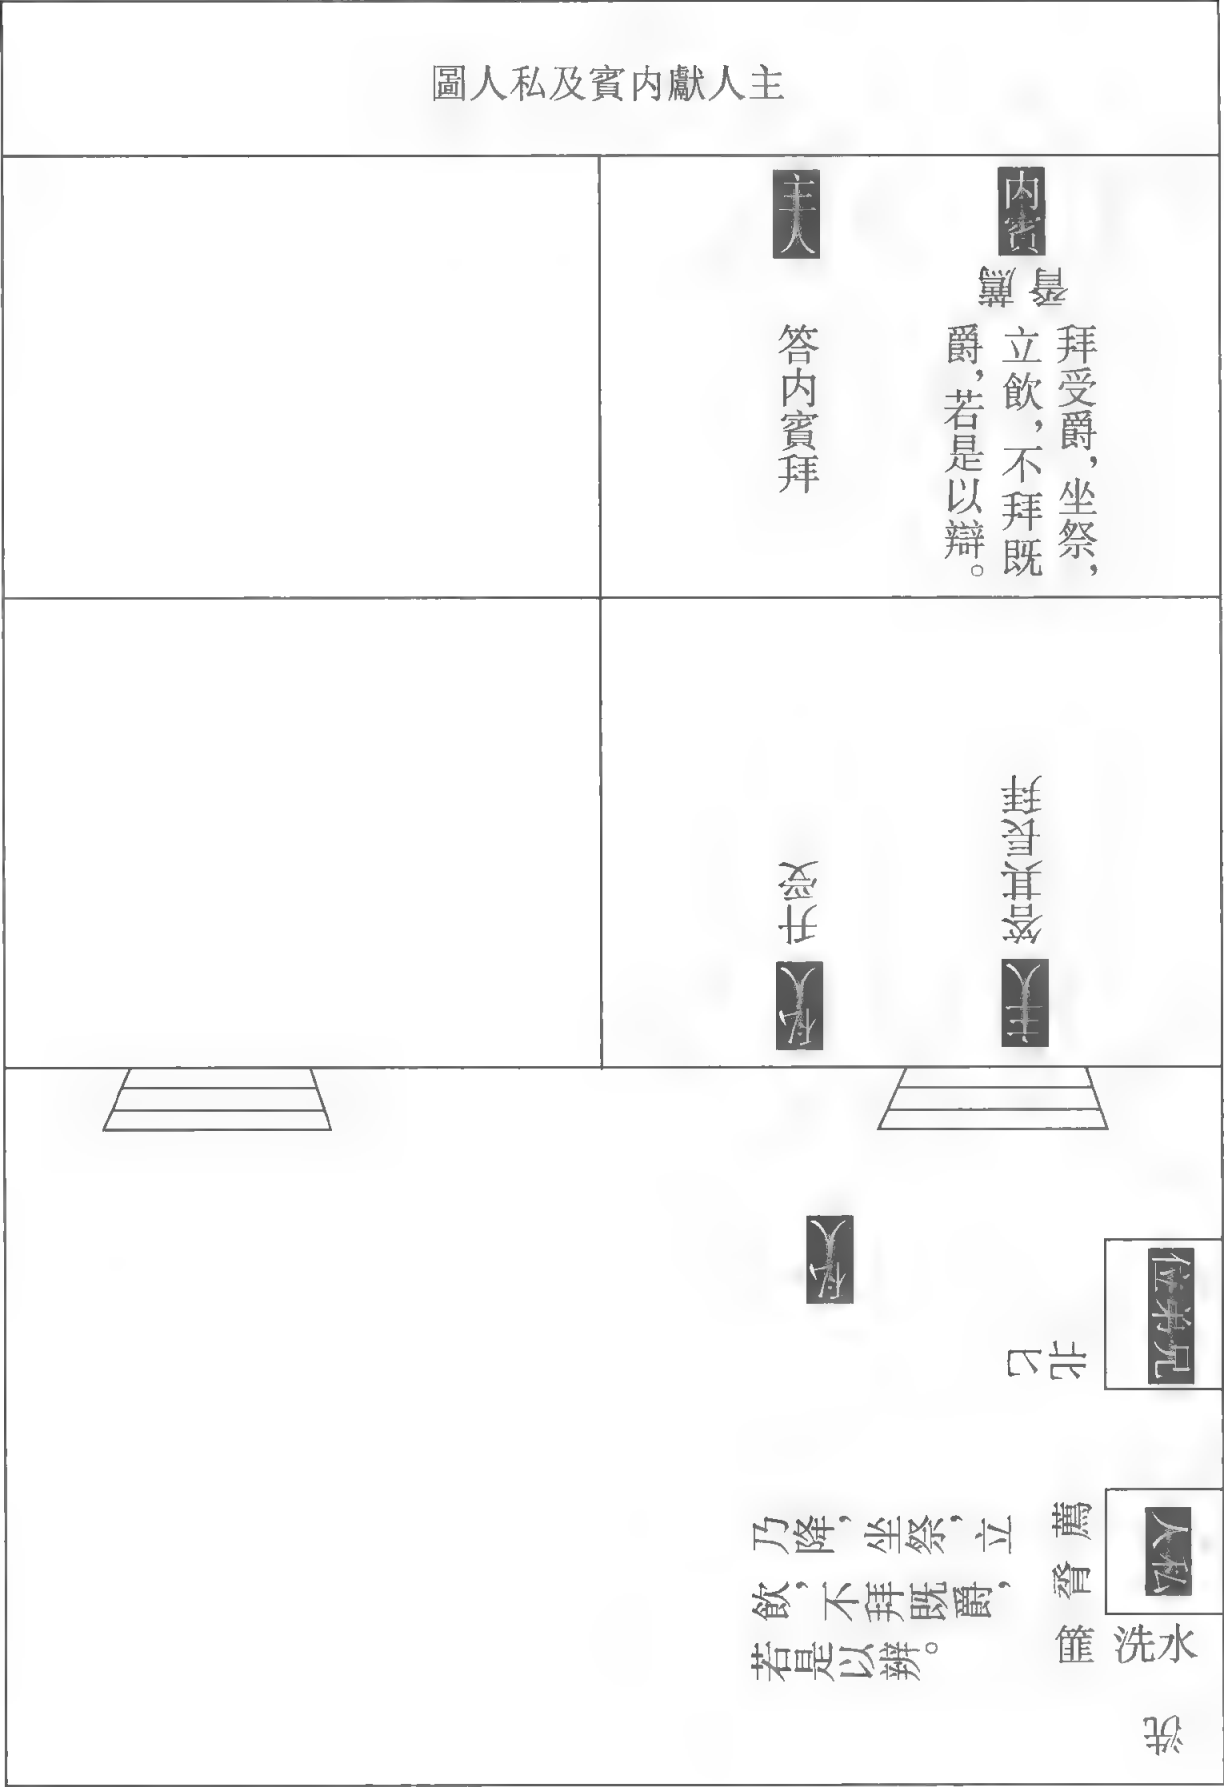 主人獻内賓及私人圖
内賓
薦脀
拜受爵，坐祭，
立飲，不拜既
爵，若是以辯。
主人
答内賓拜
主人
答其長拜
私人
升受
私人
兄弟位
北
私人
薦脀
乃降，坐祭，立
飲，不拜既爵，
若是以辨。
水洗篚
洗